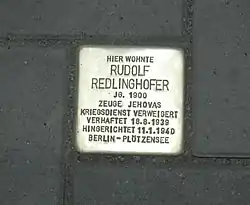 HIER WOHNTE
RUDOLF
REDLINGHOFER
JG. 1900
ZEUGE JEHOVAS
KRIEGSDIENST VERWEIGERT
VERHAFTET 18.8.1939
HINGERICHTET 11.1.1940
BERLIN-PLÖTZENSEE